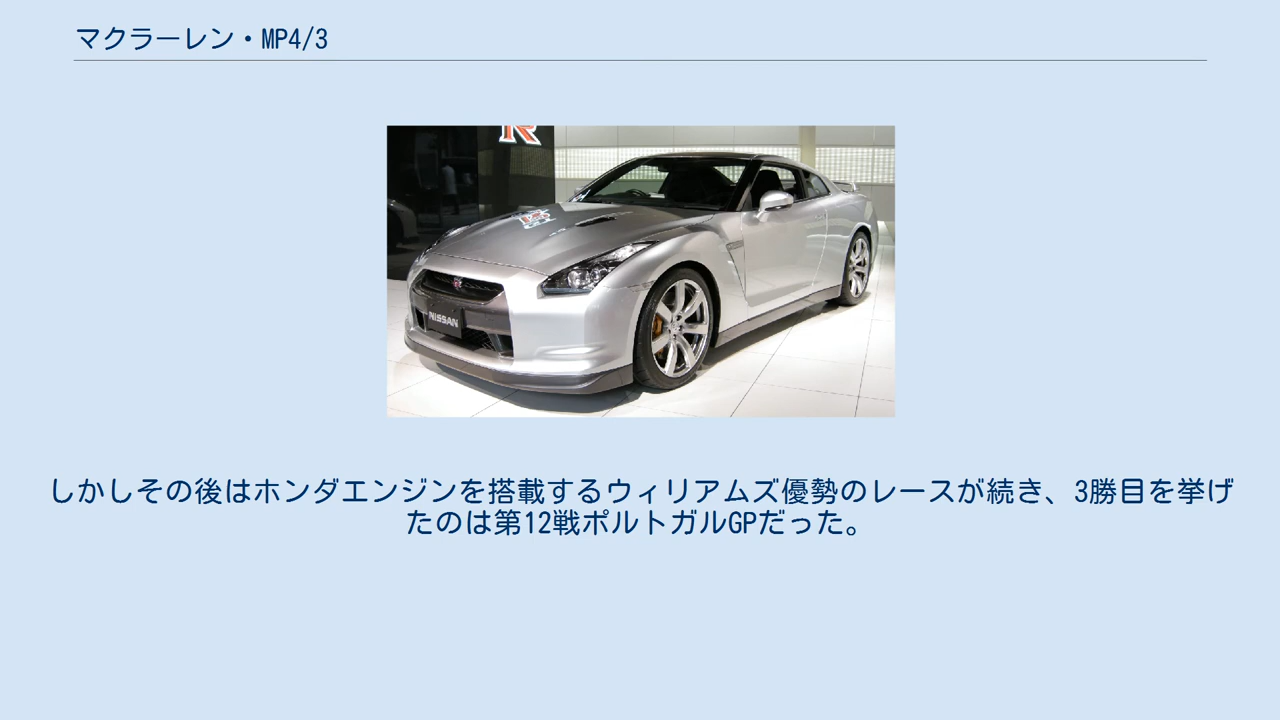 マクラーレン・MP4/3
R
NISSAN
しかしその後はホンダエンジンを搭載するウィリアムズ優勢のレースが続き、3勝目を挙げ
たのは第12戦ポルトガルGPだった。